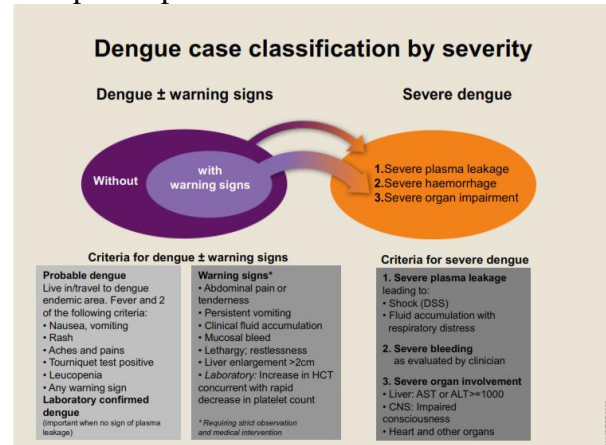 Dengue case classification by severity
Dengue ± warning signs
Severe dengue
Without
with
warning signs
1.Severe plasma leakage
2.Severe haemorrhage
3.Severe organ impairment
Criteria for dengue ± warning signs
Criteria for severe dengue
Probable dengue
Live in/travel to dengue
endemic area. Fever and 2
of the following criteria:
• Nausea, vomiting
• Rash
• Aches and pains
• Tourniquet test positive
• Leucopenia
• Any warning sign
Laboratory confirmed
dengue
(important when no sign of plasma
leakage)
Warning signs*
• Abdominal pain or
tenderness
• Persistent vomiting
• Clinical fluid accumulation
• Mucosal bleed
• Lethargy; restlessness
• Liver enlargement >2cm
• Laboratory: Increase in HCT
concurrent with rapid
decrease in platelet count
* Requiring strict observation
and medical intervention
1. Severe plasma leakage
leading to:
• Shock (DSS)
• Fluid accumulation with
respiratory distress
2. Severe bleeding
as evaluated by clinician
3. Severe organ involvement
• Liver: AST or ALT>=1000
• CNS: Impaired
consciousness
• Heart and other organs